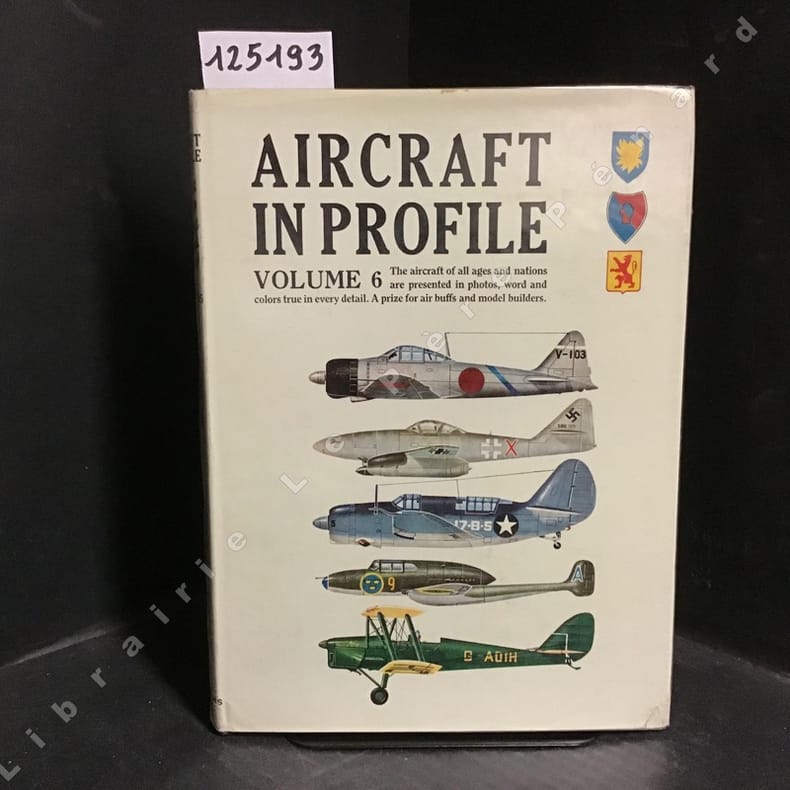 125193
AIRCRAFT
IN PROFILE
VOLUME 6
The aircraft of all ages and nations
are presented in photos, word and
colors true in every detail. A prize for air buffs and model builders.
V-103
X
17-B-5
9
A
G-ADIH
Librairie Le Père Pénard